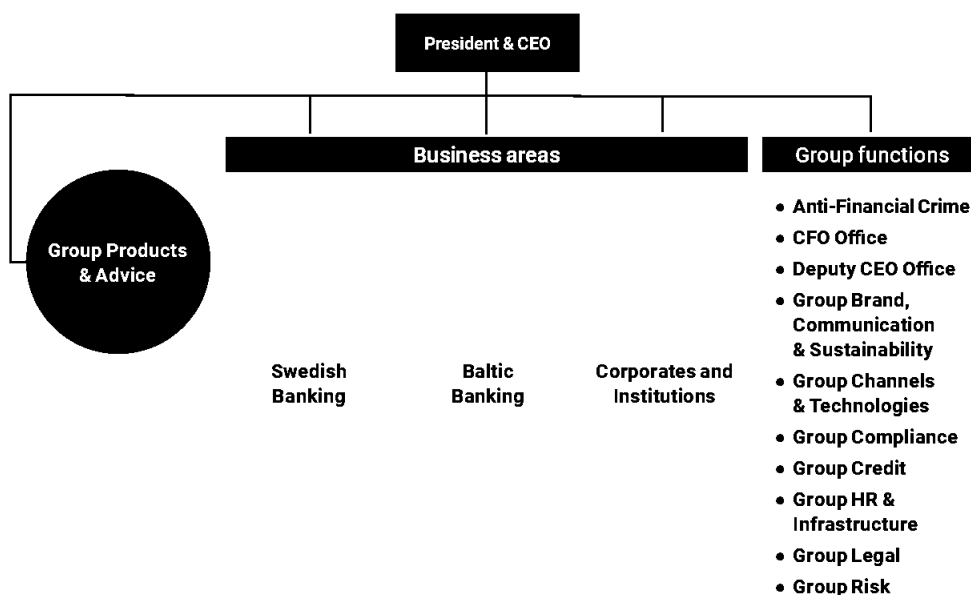 President & CEO
Business areas
Group functions
Group Products
& Advice
Swedish
Banking
Baltic
Banking
Corporates and
Institutions
• Anti-Financial Crime
• CFO Office
• Deputy CEO Office
• Group Brand,
Communication
& Sustainability
• Group Channels
& Technologies
• Group Compliance
• Group Credit
• Group HR &
Infrastructure
• Group Legal
• Group Risk